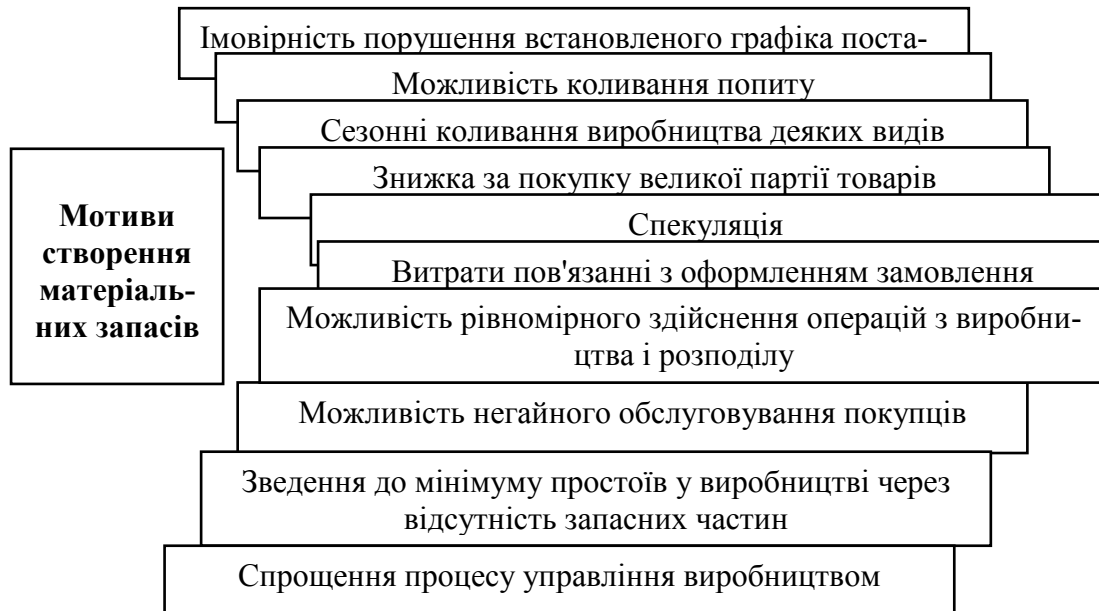 Імовірність порушення встановленого графіка поста-
Можливість коливання попиту
Сезонні коливання виробництва деяких видів
Знижка за покупку великої партії товарів
Спекуляція
Витрати пов'язанні з оформленням замовлення
Можливість рівномірного здійснення операцій з виробни-
цтва і розподілу
Можливість негайного обслуговування покупців
Зведення до мінімуму простоїв у виробництві через
відсутність запасних частин
Спрощення процесу управління виробництвом
Мотиви
створення
матеріаль-
них запасів